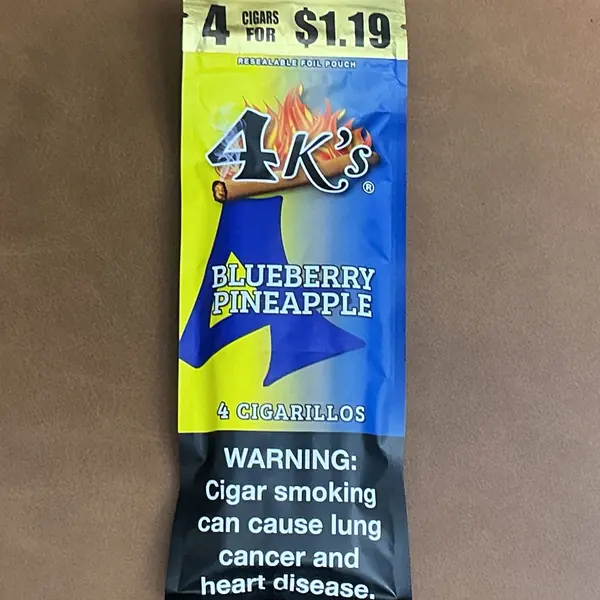 4 CIGARS FOR $1.19
RESEALABLE FOIL POUCH
4K's®
BLUEBERRY
PINEAPPLE
4 CIGARILLOS
WARNING:
Cigar smoking
can cause lung
cancer and
heart disease.